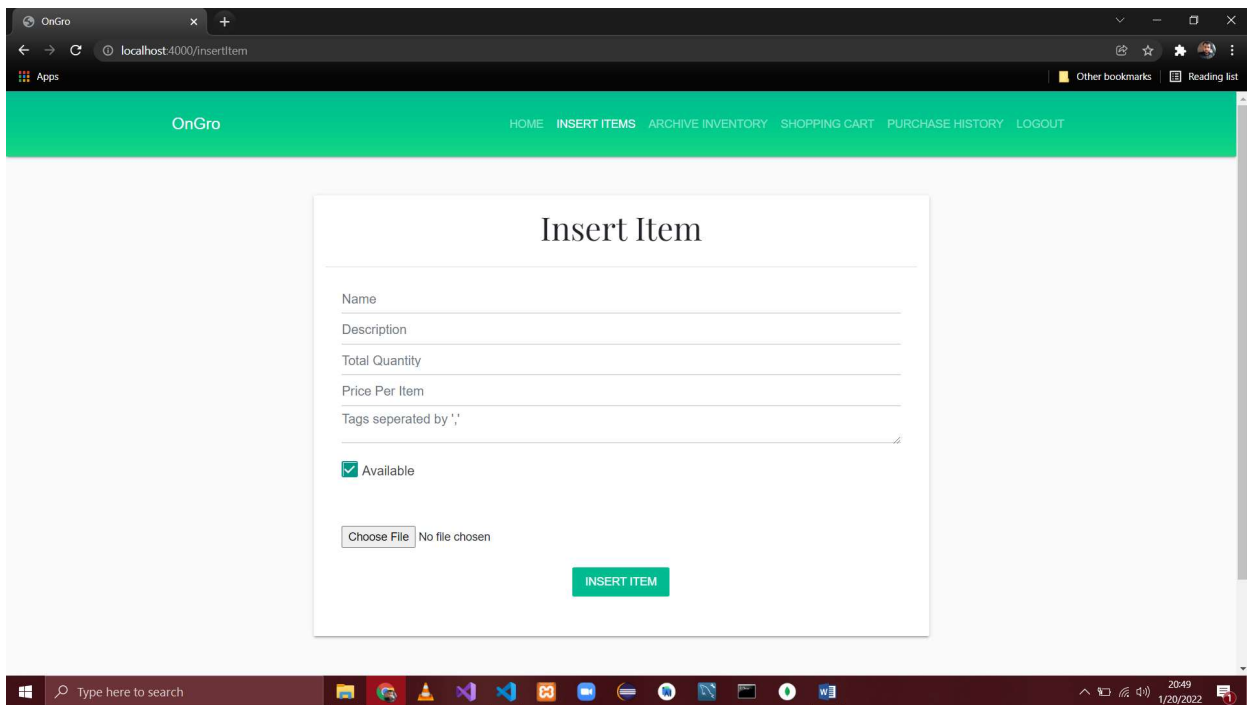 OnGro
localhost:4000/insertItem
Apps
Other bookmarks
Reading list
OnGro
HOME INSERT ITEMS ARCHIVE INVENTORY SHOPPING CART PURCHASE HISTORY LOGOUT
Insert Item
Name
Description
Total Quantity
Price Per Item
Tags seperated by ','
Available
Choose File No file chosen
INSERT ITEM
Type here to search
20:49
1/20/2022